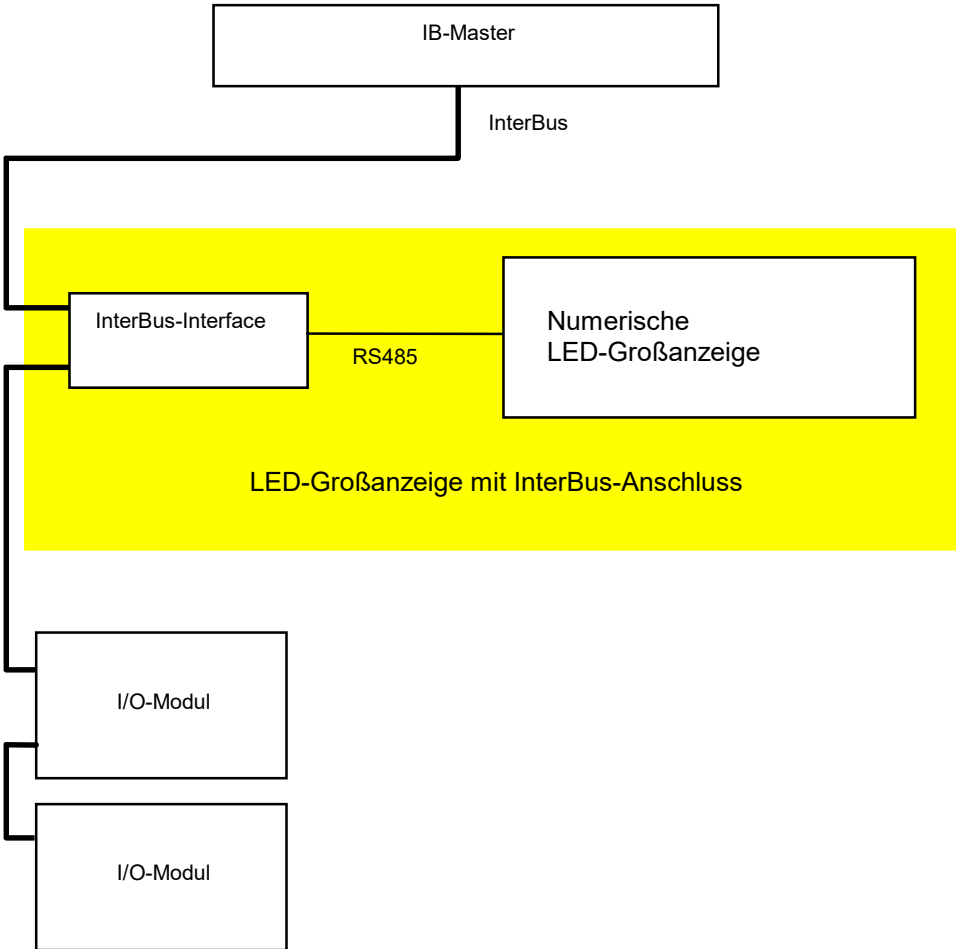 IB-Master
InterBus
InterBus-Interface
RS485
Numerische
LED-Großanzeige
LED-Großanzeige mit InterBus-Anschluss
I/O-Modul
I/O-Modul